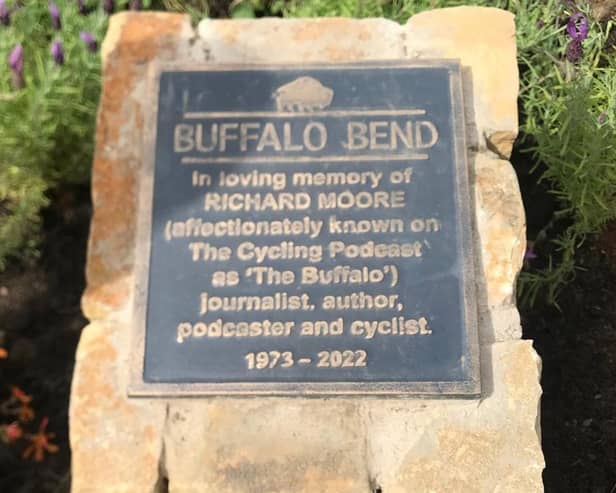 BUFFALO BEND
In loving memory of
RICHARD MOORE
(affectionately known on
The Cycling Podcast
as 'The Buffalo')
journalist, author,
podcaster and cyclist.
1973 – 2022